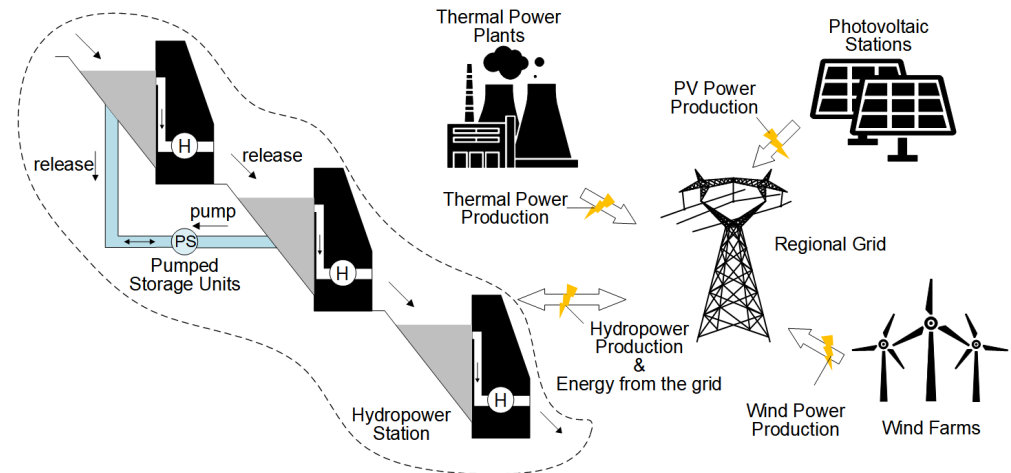 Thermal Power
Plants
Photovoltaic
Stations
PV Power
Production
H
release
release
pump
PS
Pumped
Storage Units
Thermal Power
Production
Regional Grid
H
Hydropower
Production
&
Energy from the grid
H
Hydropower
Station
Wind Power
Production
Wind Farms